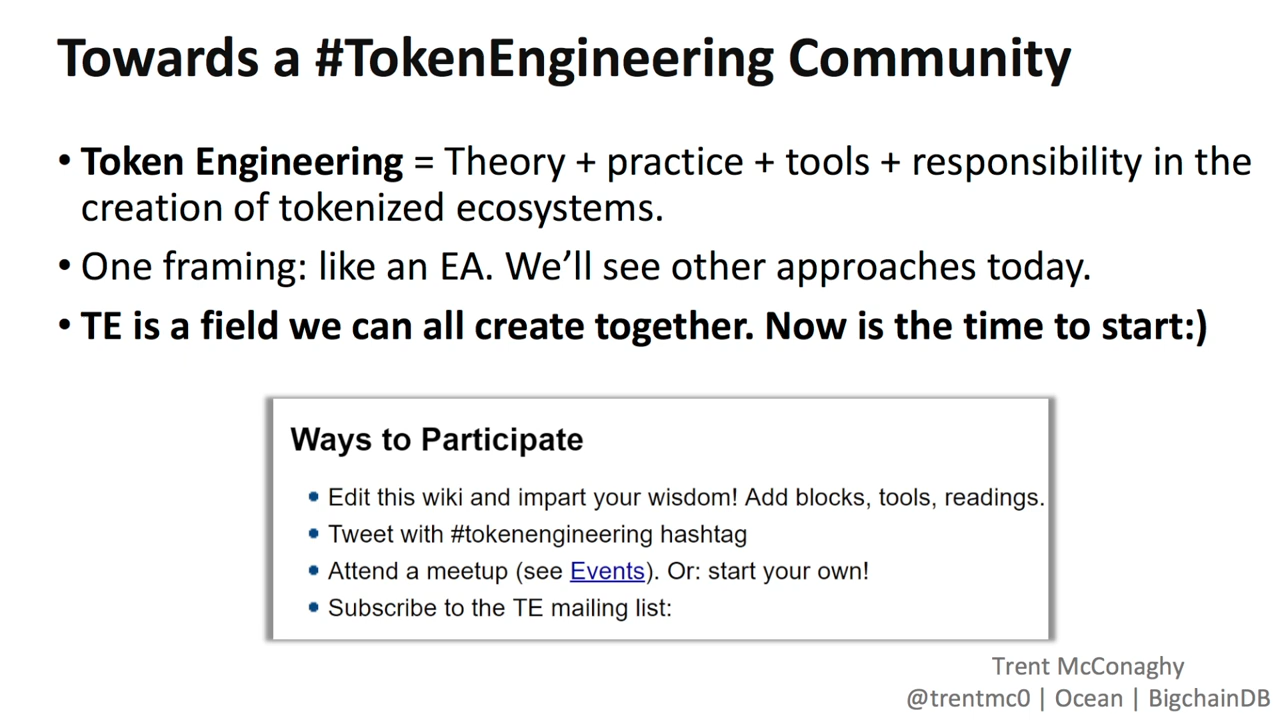 Towards a #TokenEngineering Community
• Token Engineering = Theory + practice + tools + responsibility in the
creation of tokenized ecosystems.
• One framing: like an EA. We’ll see other approaches today.
• TE is a field we can all create together. Now is the time to start:)
Ways to Participate
• Edit this wiki and impart your wisdom! Add blocks, tools, readings.
• Tweet with #tokenengineering hashtag
• Attend a meetup (see Events). Or: start your own!
• Subscribe to the TE mailing list:
Trent McConaghy
@trentmc0 | Ocean | BigchainDB